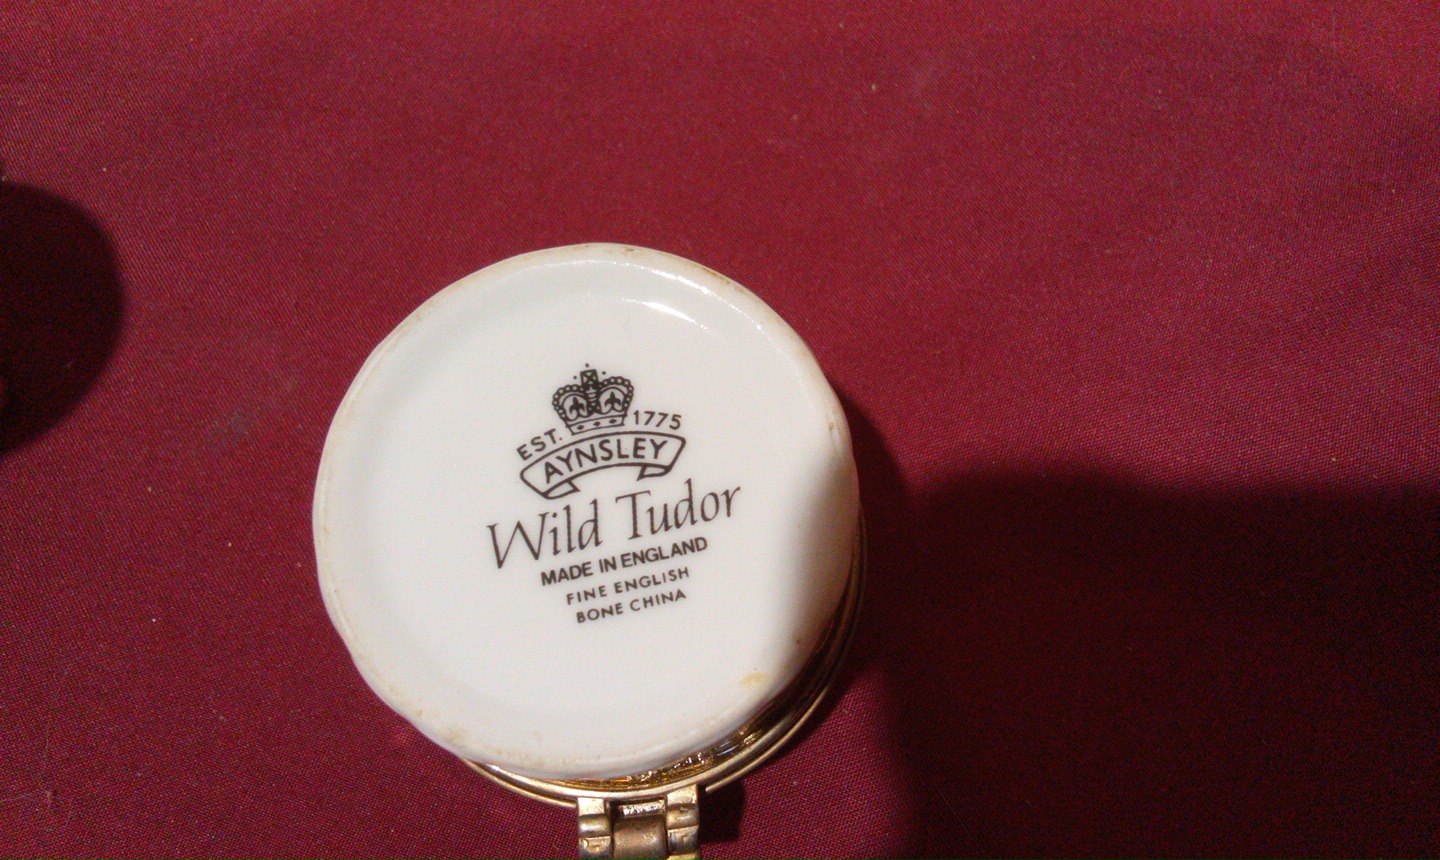 EST. 1775
AYNSLEY
Wild Tudor
MADE IN ENGLAND
FINE ENGLISH
BONE CHINA